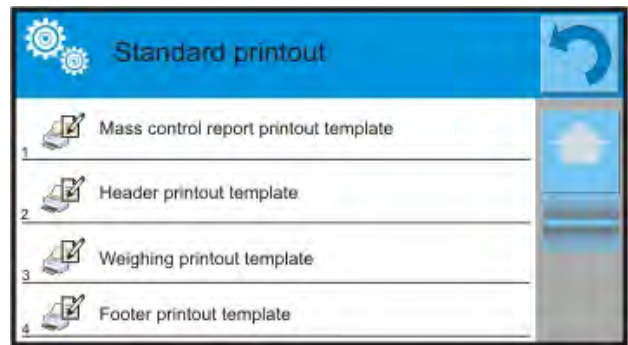 Standard printout
1 Mass control report printout template
2 Header printout template
3 Weighing printout template
4 Footer printout template